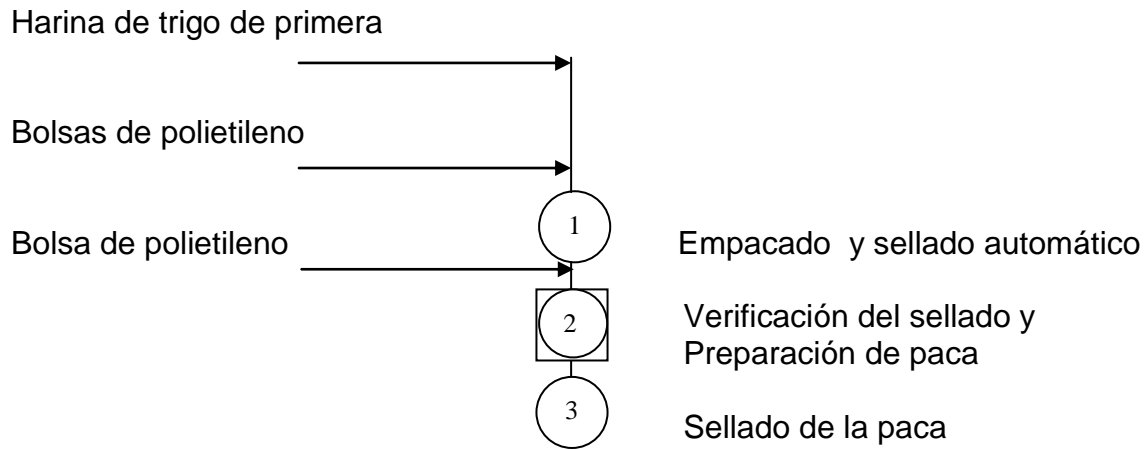 Harina de trigo de primera
Bolsas de polietileno
1
Empacado y sellado automático
Bolsa de polietileno
2
Verificación del sellado y
Preparación de paca
3
Sellado de la paca